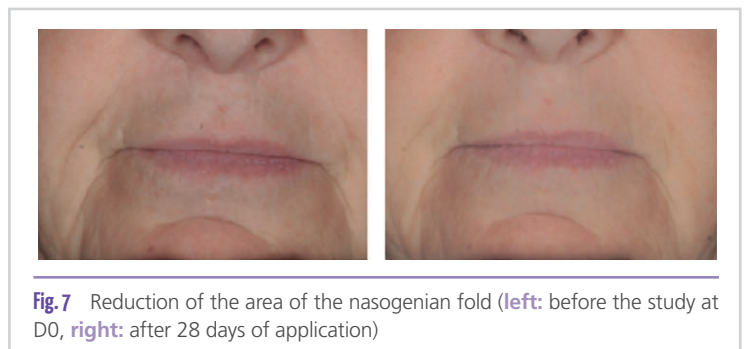 Fig. 7 Reduction of the area of the nasogenian fold (left: before the study at
D0, right: after 28 days of application)